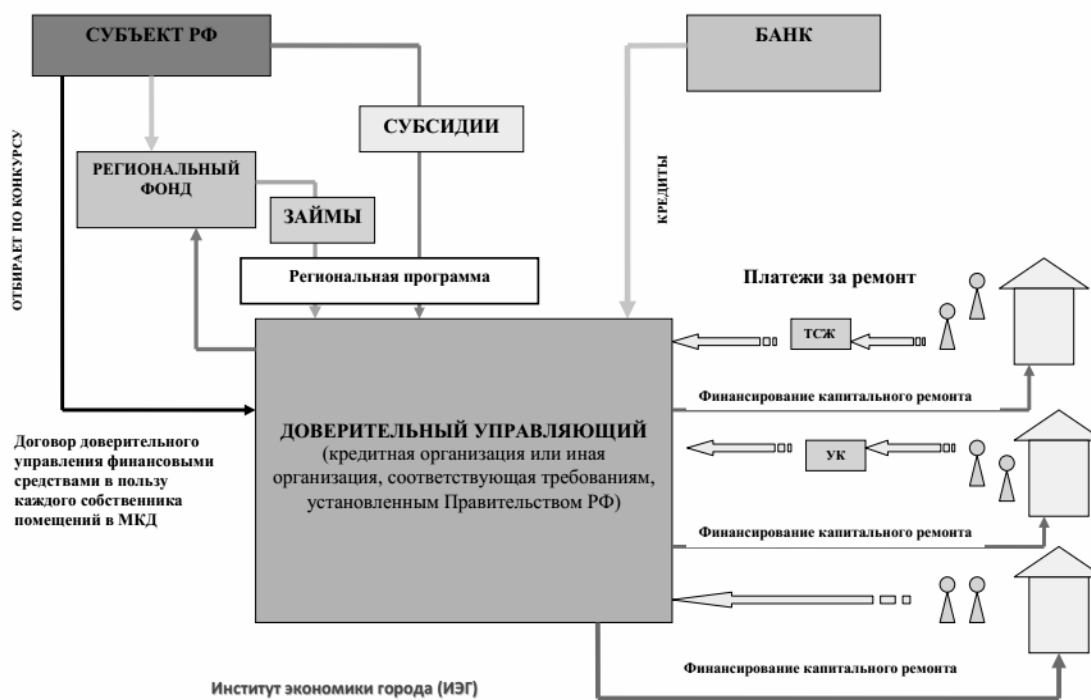 СУБЪЕКТ РФ
БАНК
СУБСИДИИ
ОТБИРАЕТ ПО КОНКУРСУ
РЕГИОНАЛЬНЫЙ
ФОНД
ЗАЙМЫ
КРЕДИТЫ
Региональная программа
Платежи за ремонт
ТСЖ
Финансирование капитального ремонта
Договор доверительного
управления финансовыми
средствами в пользу
каждого собственника
помещений в МКД
ДОВЕРИТЕЛЬНЫЙ УПРАВЛЯЮЩИЙ
(кредитная организация или иная
организация, соответствующая требованиям,
установленным Правительством РФ)
УК
Финансирование капитального ремонта
Финансирование капитального ремонта
Институт экономики города (ИЭГ)